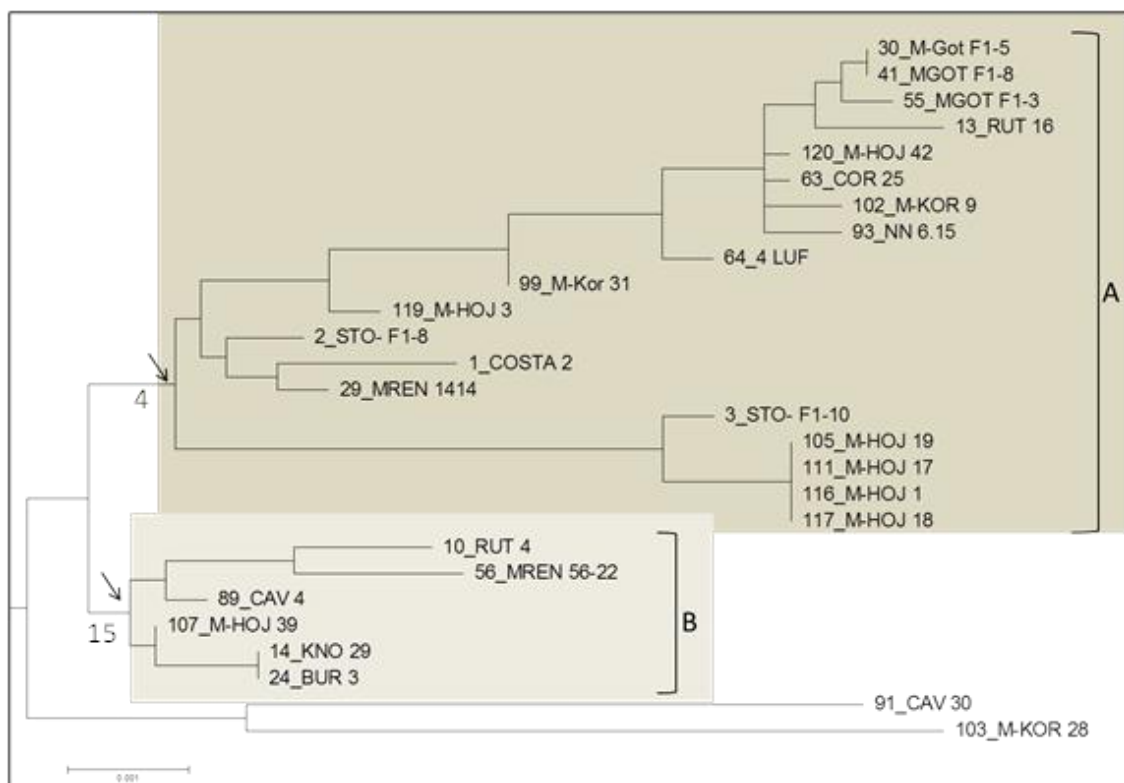 30_M-Got F1-5
41_MGOT F1-8
55_MGOT F1-3
13_RUT 16
120_M-HOJ 42
63_COR 25
102_M-KOR 9
93_NN 6.15
64_4 LUF
99_M-Kor 31
A
119_M-HOJ 3
2_STO- F1-8
1_COSTA 2
29_MREN 1414
4
3_STO- F1-10
105_M-HOJ 19
111_M-HOJ 17
116_M-HOJ 1
117_M-HOJ 18
10_RUT 4
56_MREN 56-22
89_CAV 4
107_M-HOJ 39
15
B
14_KNO 29
24_BUR 3
91_CAV 30
103_M-KOR 28
0.001